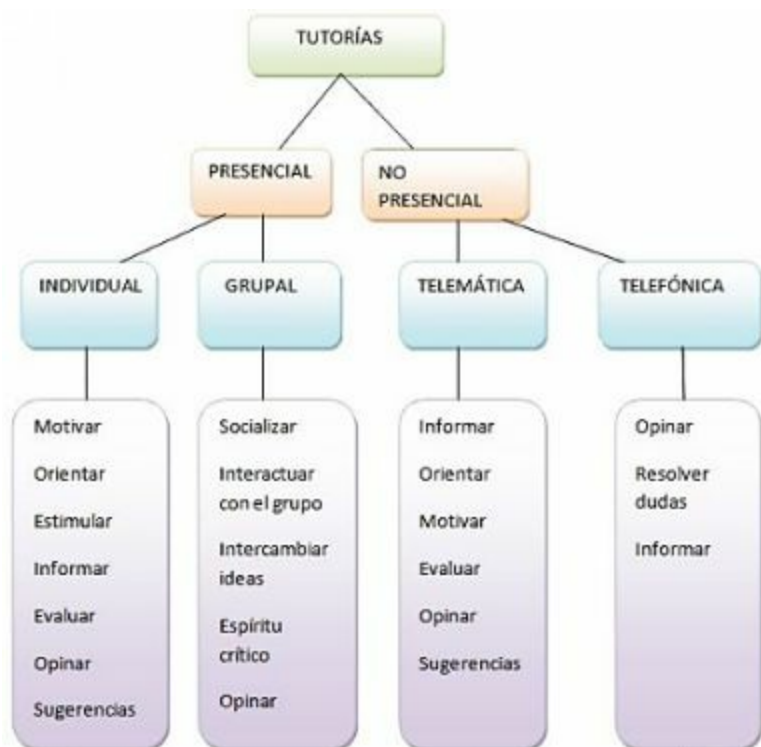 TUTORÍAS
PRESENCIAL
NO
PRESENCIAL
INDIVIDUAL
GRUPAL
TELEMÁTICA
TELEFÓNICA
Motivar
Orientar
Estimular
Informar
Evaluar
Opinar
Sugerencias
Socializar
Interactuar
con el grupo
Intercambiar
ideas
Espíritu
crítico
Opinar
Informar
Orientar
Motivar
Evaluar
Opinar
Sugerencias
Opinar
Resolver
dudas
Informar